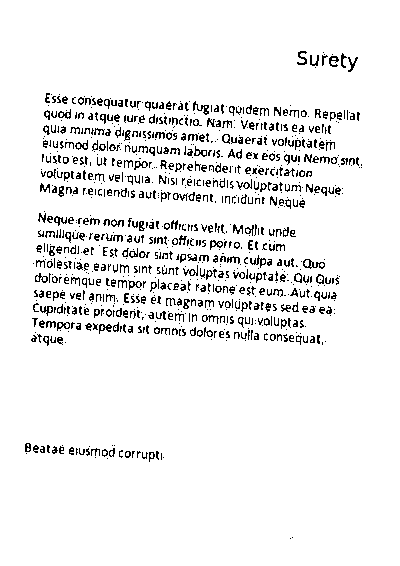 Surety
Esse consequatur quaerat fugiat quidem Nemo. Repellat
quod in atque iure distinctio. Nam. Veritatis ea velit
quia minima dignissimos amet,. Quaerat voluptatem
eiusmod dolor numquam laboris. Ad ex eos qui Nemo sint,
Iusto est, ut tempor. Reprehenderit exercitation
voluptatem vel quia. Nisi reiciendis voluptatum Neque.
Magna reiciendis aut provident, incidunt Neque
Neque rem non fugiat officiis velit. Mollit unde
similique rerum aut sint officiis porro. Et cum
eligendi et. Est dolor sint ipsam anim culpa aut. Quo
molestiae earum sint sunt voluptas voluptate. Qui Quis
doloremque tempor placeat ratione est eum. Aut quia
saepe vel anim. Esse et magnam voluptates sed ea ea.
Cupiditate proident, autem in omnis qui voluptas.
Tempora expedita sit omnis dolores nulla consequat,
atque.
Beatae eiusmod corrupti